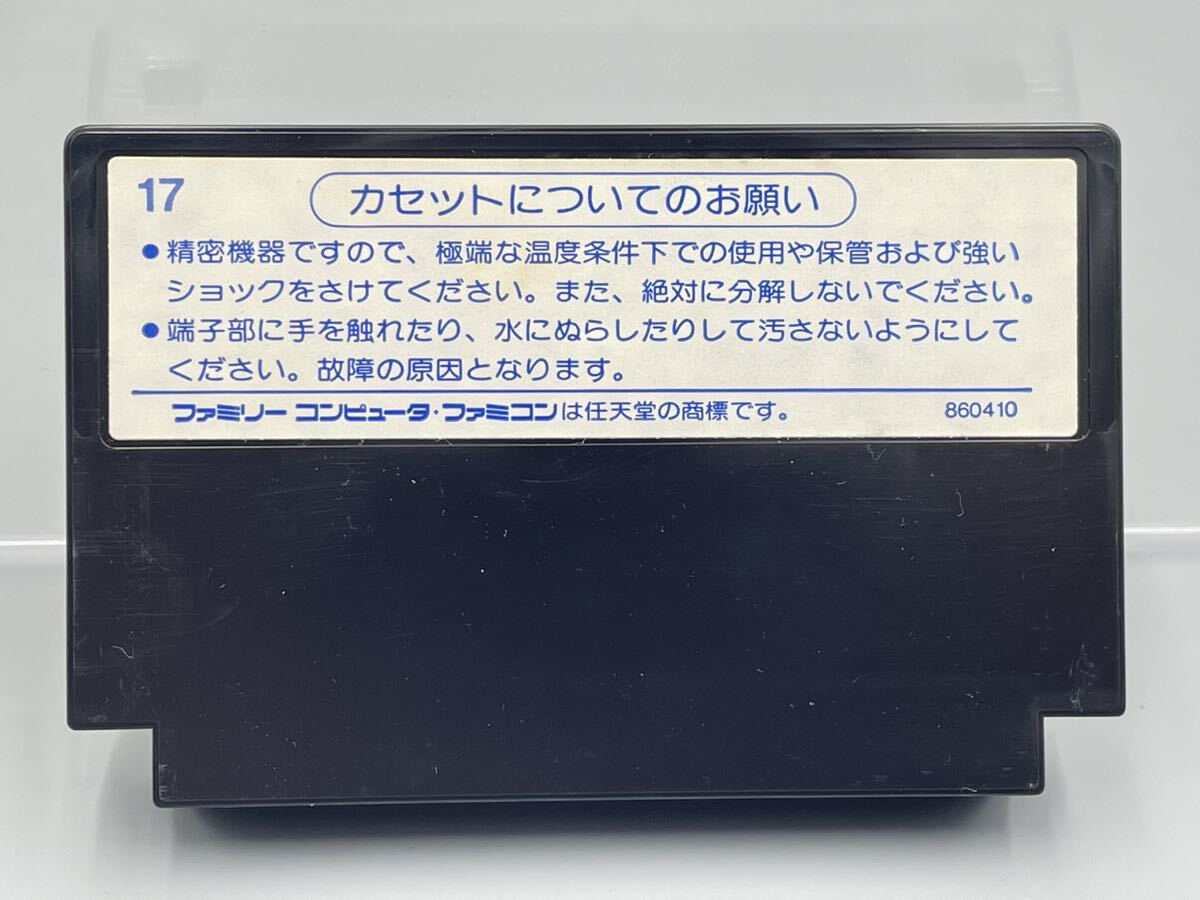 17
カセットについてのお願い
●精密機器ですので、極端な温度条件下での使用や保管および強い
ショックをさけてください。また、絶対に分解しないでください。
●端子部に手を触れたり、水にぬらしたりして汚さないようにして
ください。故障の原因となります。
ファミリーコンピュータ・ファミコンは任天堂の商標です。 860410